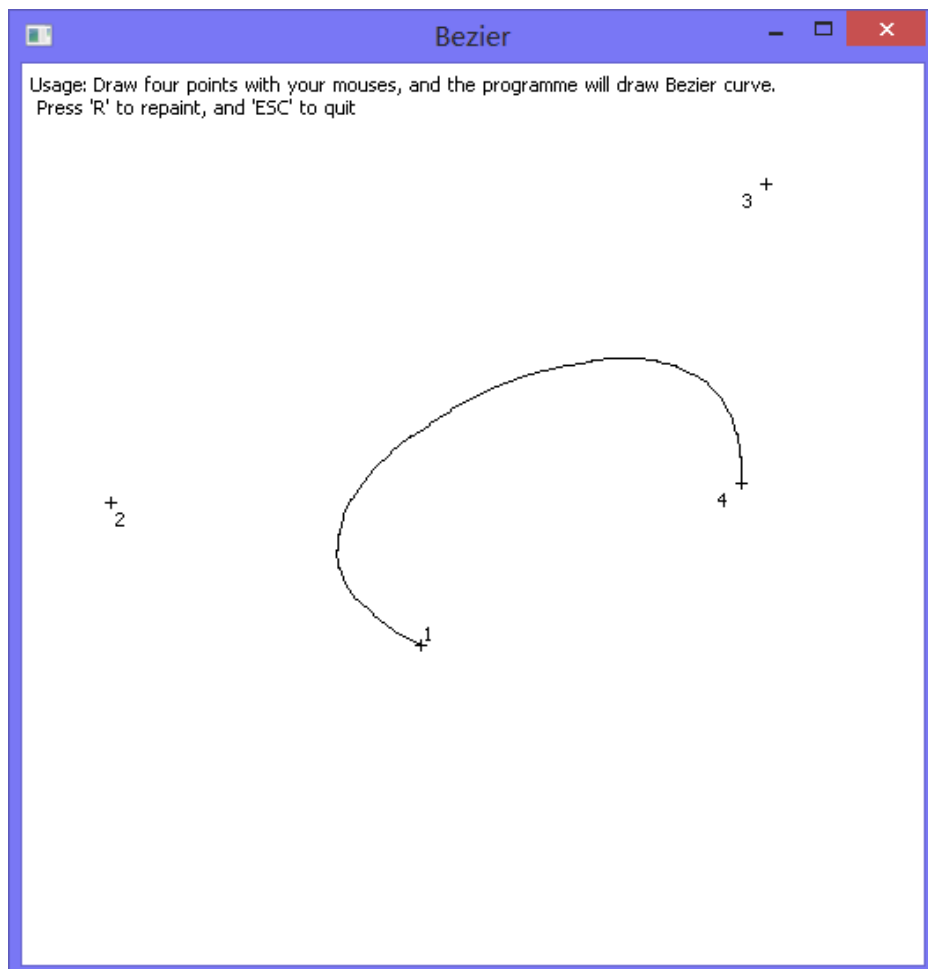 Bezier
Usage: Draw four points with your mouses, and the programme will draw Bezier curve.
Press 'R' to repaint, and 'ESC' to quit
3
4
2
1